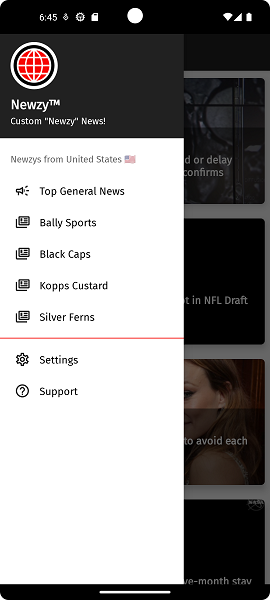 6:45
Newzy™
Custom "Newzy" News!
Newzys from United States 🇺🇸
d or delay
confirms
Top General News
Bally Sports
Black Caps
Kopps Custard
t in NFL Draft
Silver Ferns
Settings
Support
to avoid each
ve-month stay